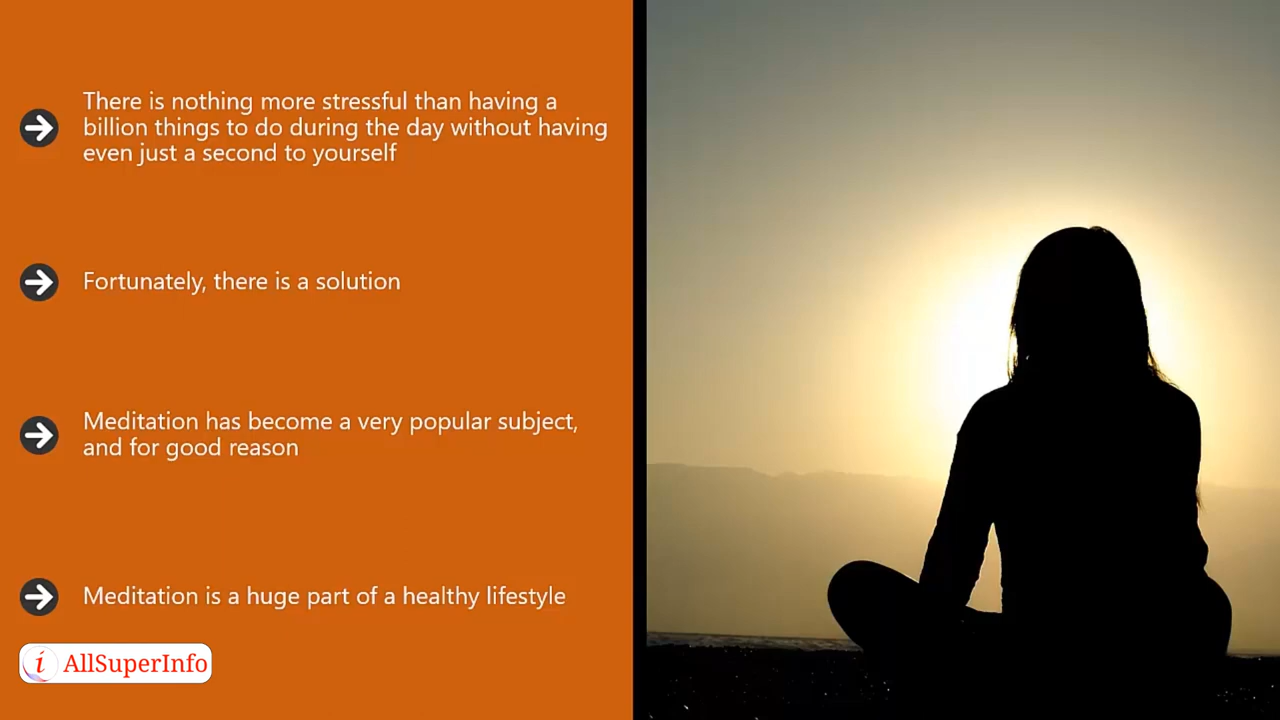 There is nothing more stressful than having a
billion things to do during the day without having
even just a second to yourself
Fortunately, there is a solution
Meditation has become a very popular subject,
and for good reason
Meditation is a huge part of a healthy lifestyle
i AllSuperInfo